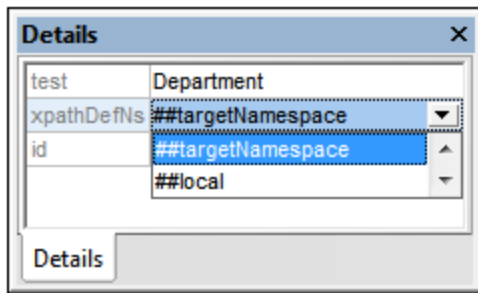 Details
test Department
xpathDefNs ##targetNamespace
id ##targetNamespace
##local
Details